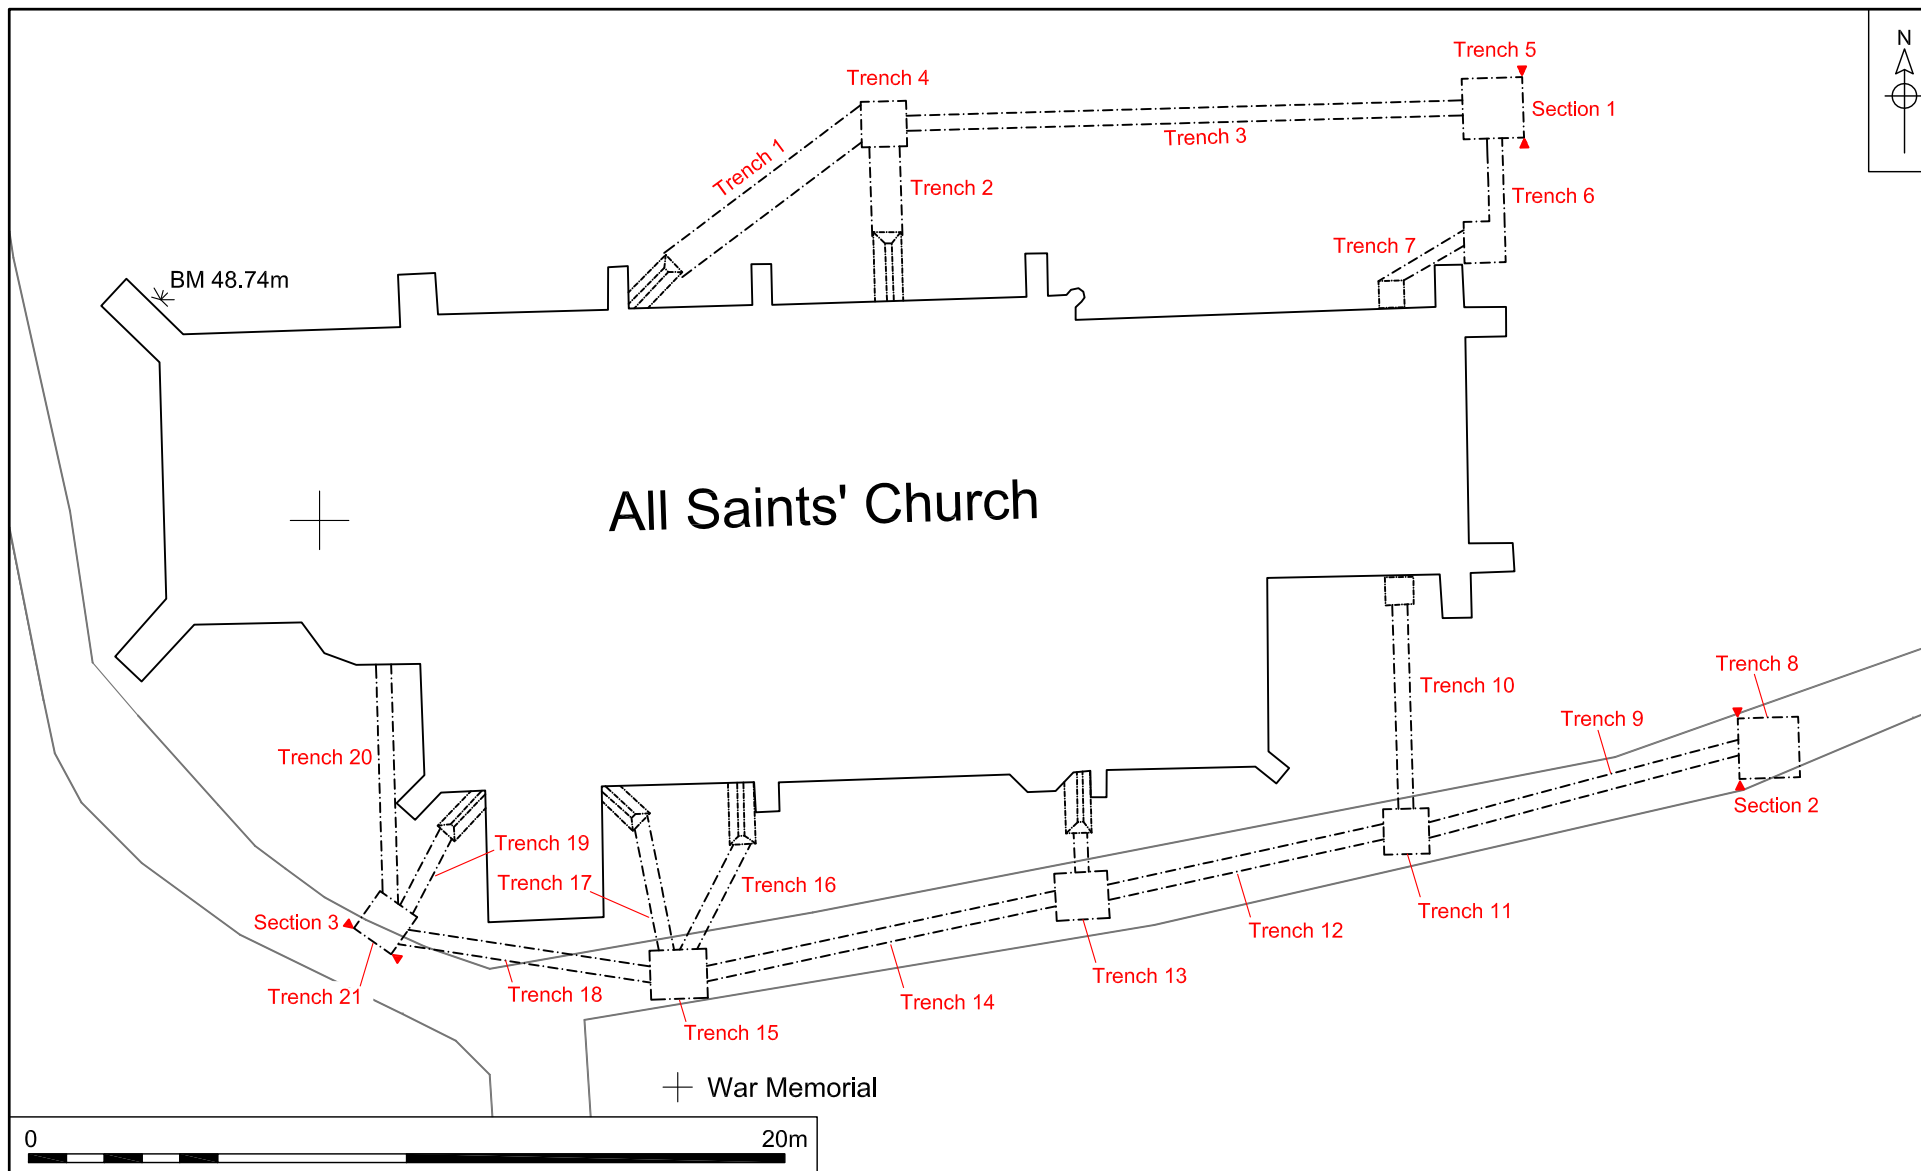 Trench 5
N
Trench 4
Section 1
Trench 3
Trench 1
Trench 2
Trench 6
Trench 7
BM 48.74m
All Saints' Church
Trench 8
Trench 10
Trench 9
Trench 20
Section 2
Trench 19
Trench 17
Trench 16
Section 3
Trench 11
Trench 12
Trench 13
Trench 21
Trench 18
Trench 14
Trench 15
War Memorial
0 20m